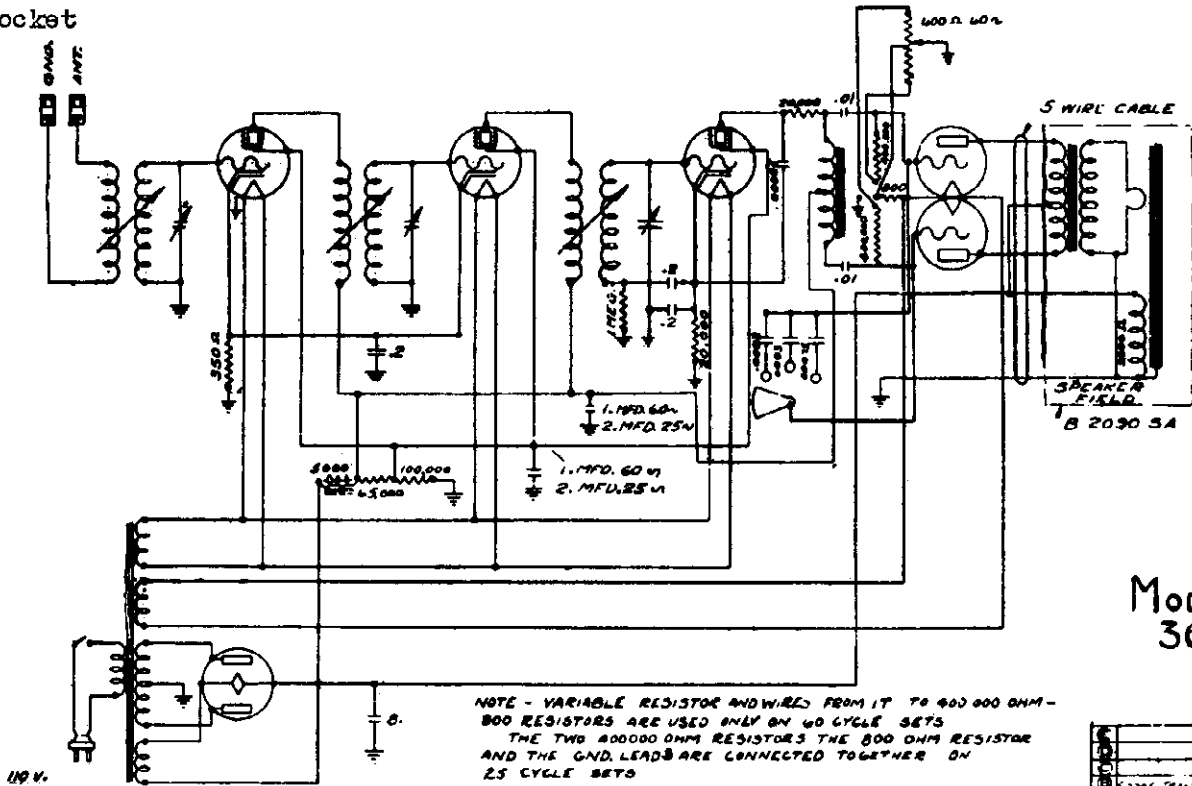 ocket
GND.
ANT.
600 Ω 60~
5 WIRE CABLE
20,000
.01
800
.01
.2
.2
1 MEG.
20,000
350 Ω
.2
SPEAKER
FIELD
B 2090 SA
1. MFD. 60~
2. MFD. 25~
1. MFD. 60~
2. MFD. 25~
5000
65,000
100,000
8.
Mo
36
NOTE - VARIABLE RESISTOR AND WIRES FROM IT TO 400 000 OHM -
800 RESISTORS ARE USED ONLY ON 60 CYCLE SETS
THE TWO 400000 OHM RESISTORS THE 800 OHM RESISTOR
AND THE GND. LEADS ARE CONNECTED TOGETHER ON
25 CYCLE SETS
110 V.